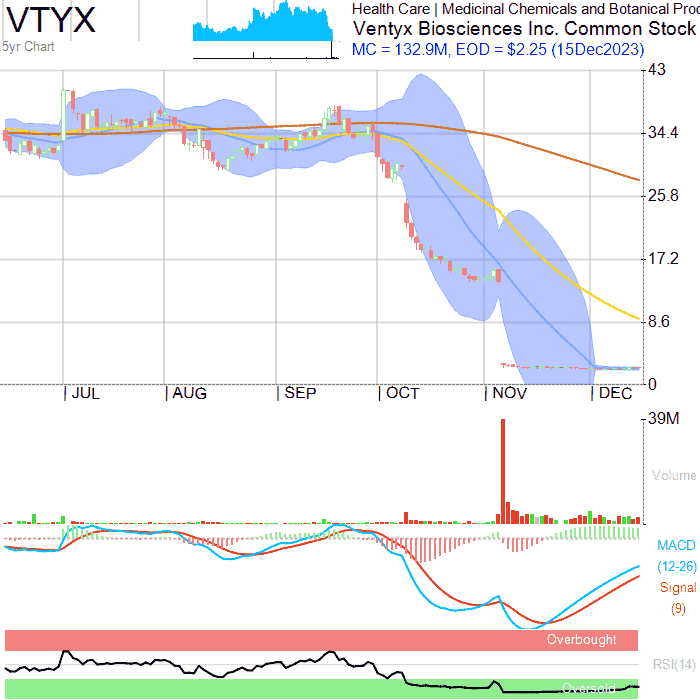 VTYX
5yr Chart
Health Care | Medicinal Chemicals and Botanical Prod
Ventyx Biosciences Inc. Common Stock
MC = 132.9M, EOD = $2.25 (15Dec2023)
43
34.4
25.8
17.2
8.6
0
| JUL | AUG | SEP | OCT | NOV | DEC
39M
Volume
MACD
(12-26)
Signal
(9)
Overbought
RSI(14)
Oversold